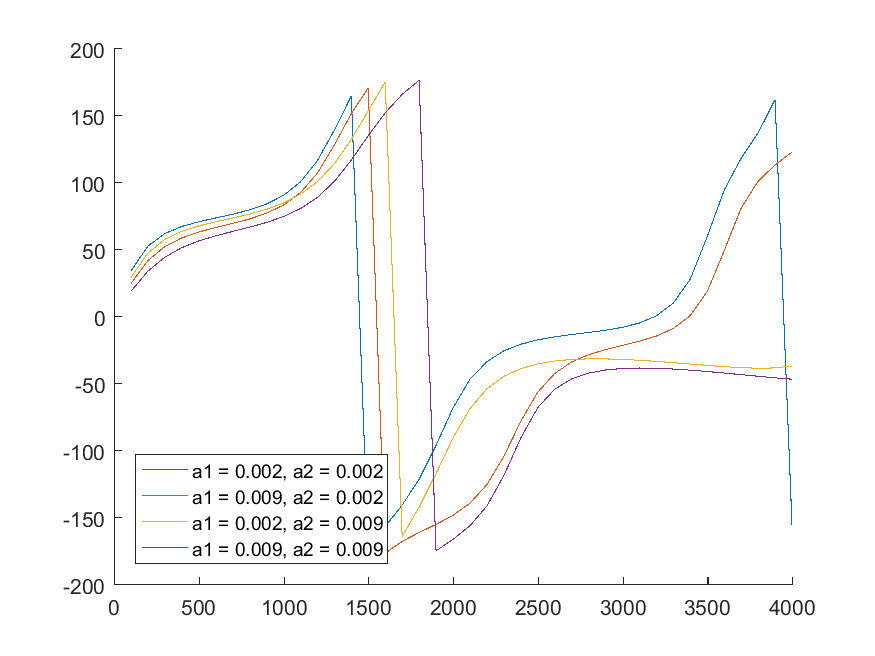 200
150
100
50
0
-50
-100
-150
-200
a1 = 0.002, a2 = 0.002
a1 = 0.009, a2 = 0.002
a1 = 0.002, a2 = 0.009
a1 = 0.009, a2 = 0.009
0 500 1000 1500 2000 2500 3000 3500 4000